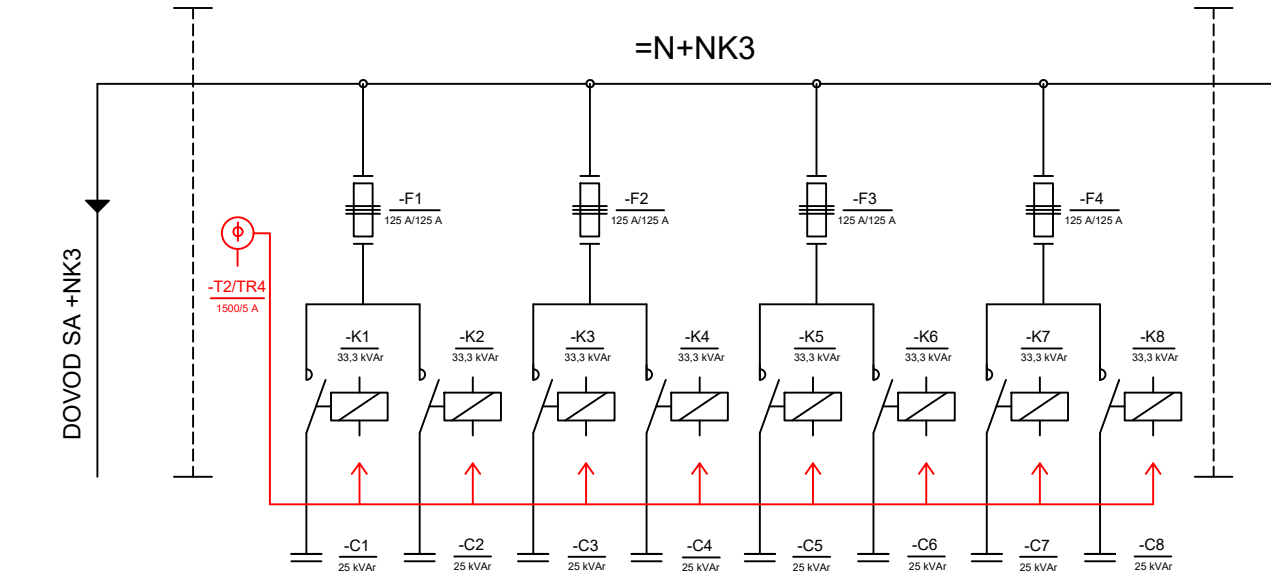 =N+NK3
-F1
125 A/125 A
-F2
125 A/125 A
-F3
125 A/125 A
-F4
125 A/125 A
DOVOD SA +NK3
-T2/TR4
1500/5 A
-K1
33,3 kVAr
-K2
33,3 kVAr
-K3
33,3 kVAr
-K4
33,3 kVAr
-K5
33,3 kVAr
-K6
33,3 kVAr
-K7
33,3 kVAr
-K8
33,3 kVAr
-C1
25 kVAr
-C2
25 kVAr
-C3
25 kVAr
-C4
25 kVAr
-C5
25 kVAr
-C6
25 kVAr
-C7
25 kVAr
-C8
25 kVAr